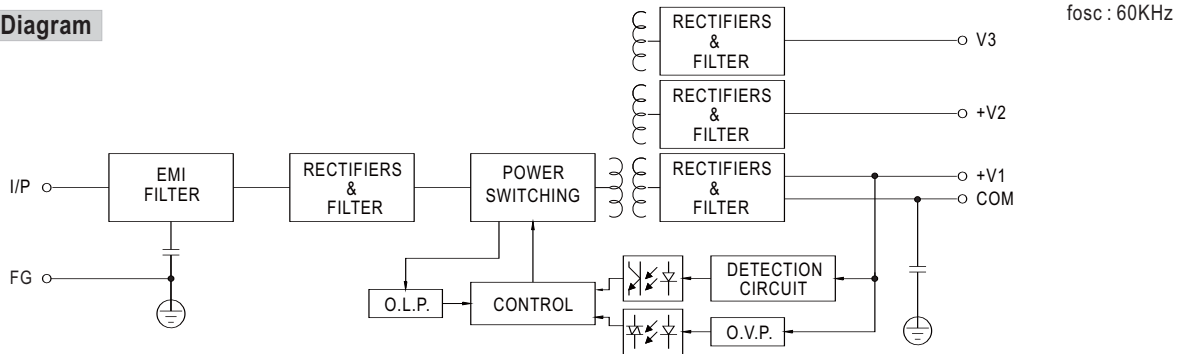 Diagram
fosc : 60KHz
RECTIFIERS
&
FILTER
V3
RECTIFIERS
&
FILTER
+V2
I/P
EMI
FILTER
RECTIFIERS
&
FILTER
POWER
SWITCHING
RECTIFIERS
&
FILTER
+V1
COM
FG
O.L.P.
CONTROL
DETECTION
CIRCUIT
O.V.P.